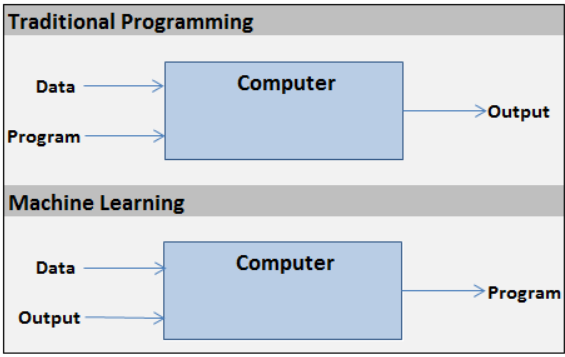 Traditional Programming
Data
Computer
Output
Program
Machine Learning
Data
Computer
Program
Output